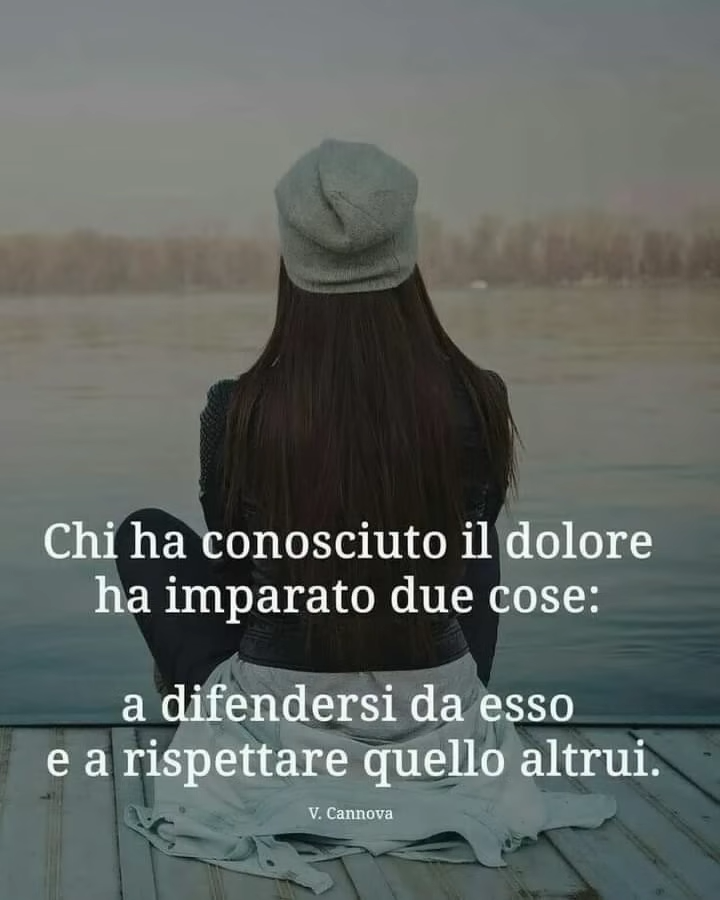 Chi ha conosciuto il dolore
ha imparato due cose:
a difendersi da esso
e a rispettare quello altrui.
V. Cannova